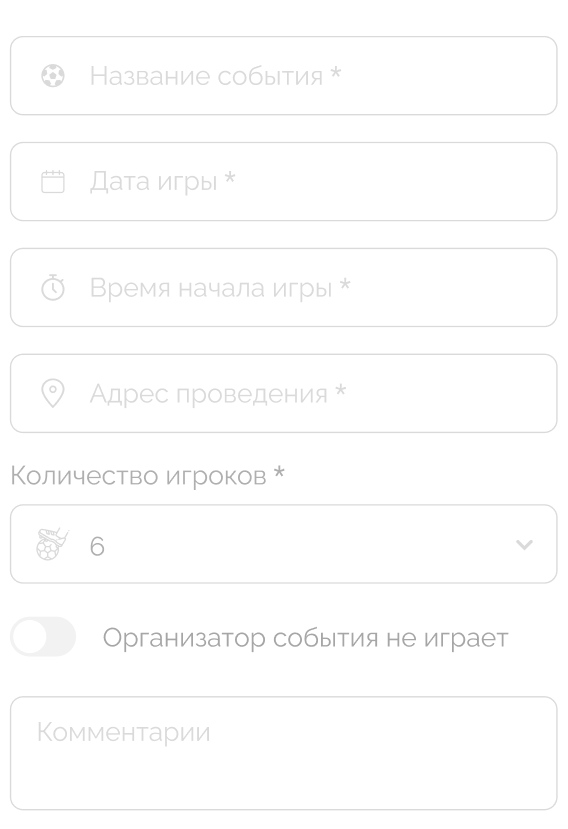 Название события *
Дата игры *
Время начала игры *
Адрес проведения *
Количество игроков *
6
Организатор события не играет
Комментарии